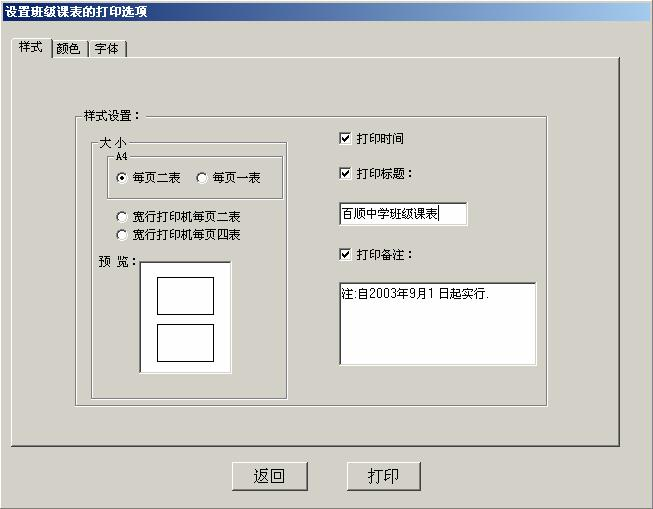 设置班级课表的打印选项
样式 颜色 字体
样式设置：
大 小
A4
每页二表 每页一表
宽行打印机每页二表
宽行打印机每页四表
预 览：
打印时间
打印标题：
百顺中学班级课表
打印备注：
注:自2003年9月1 日起实行.
返回 打印